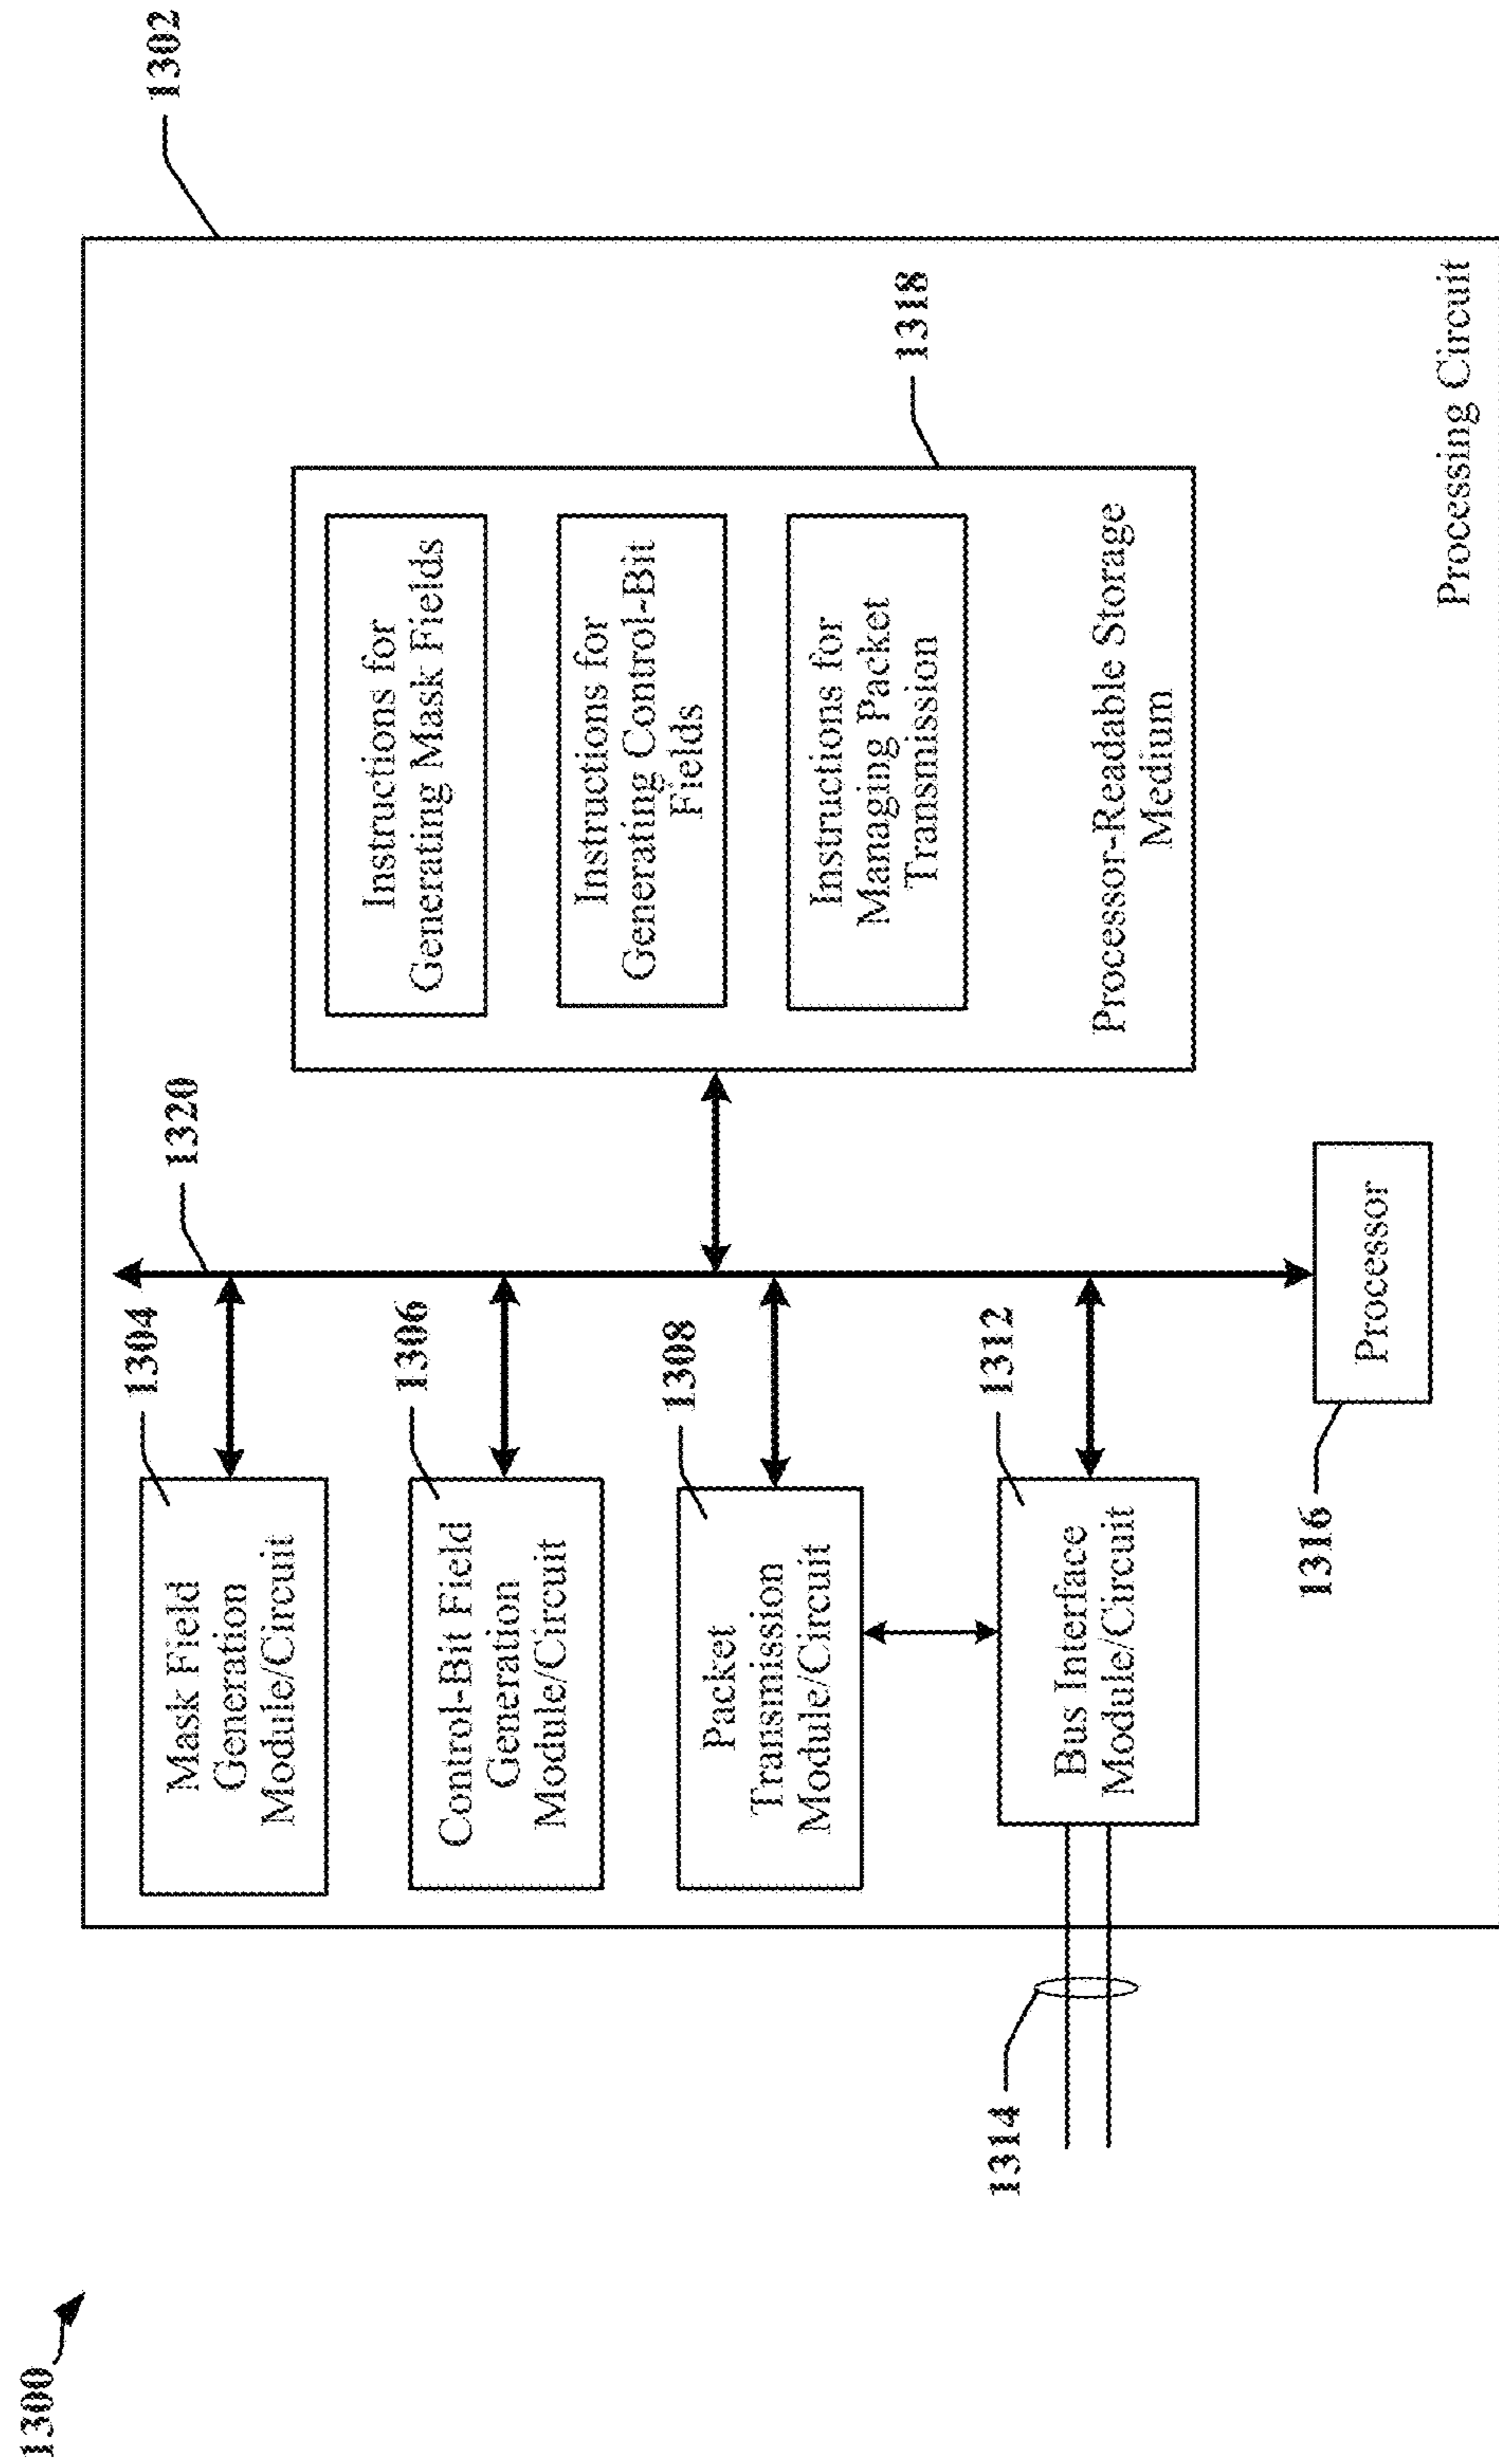 1300
1302
1304
Mask Field
Generation
Module/Circuit
1306
Control-Bit Field
Generation
Module/Circuit
1308
Packet
Transmission
Module/Circuit
1312
Bus Interface
Module/Circuit
1314
1320
1316
Processor
1318
Instructions for
Generating Mask Fields
Instructions for
Generating Control-Bit
Fields
Instructions for
Managing Packet
Transmission
Processor-Readable Storage
Medium
Processing Circuit